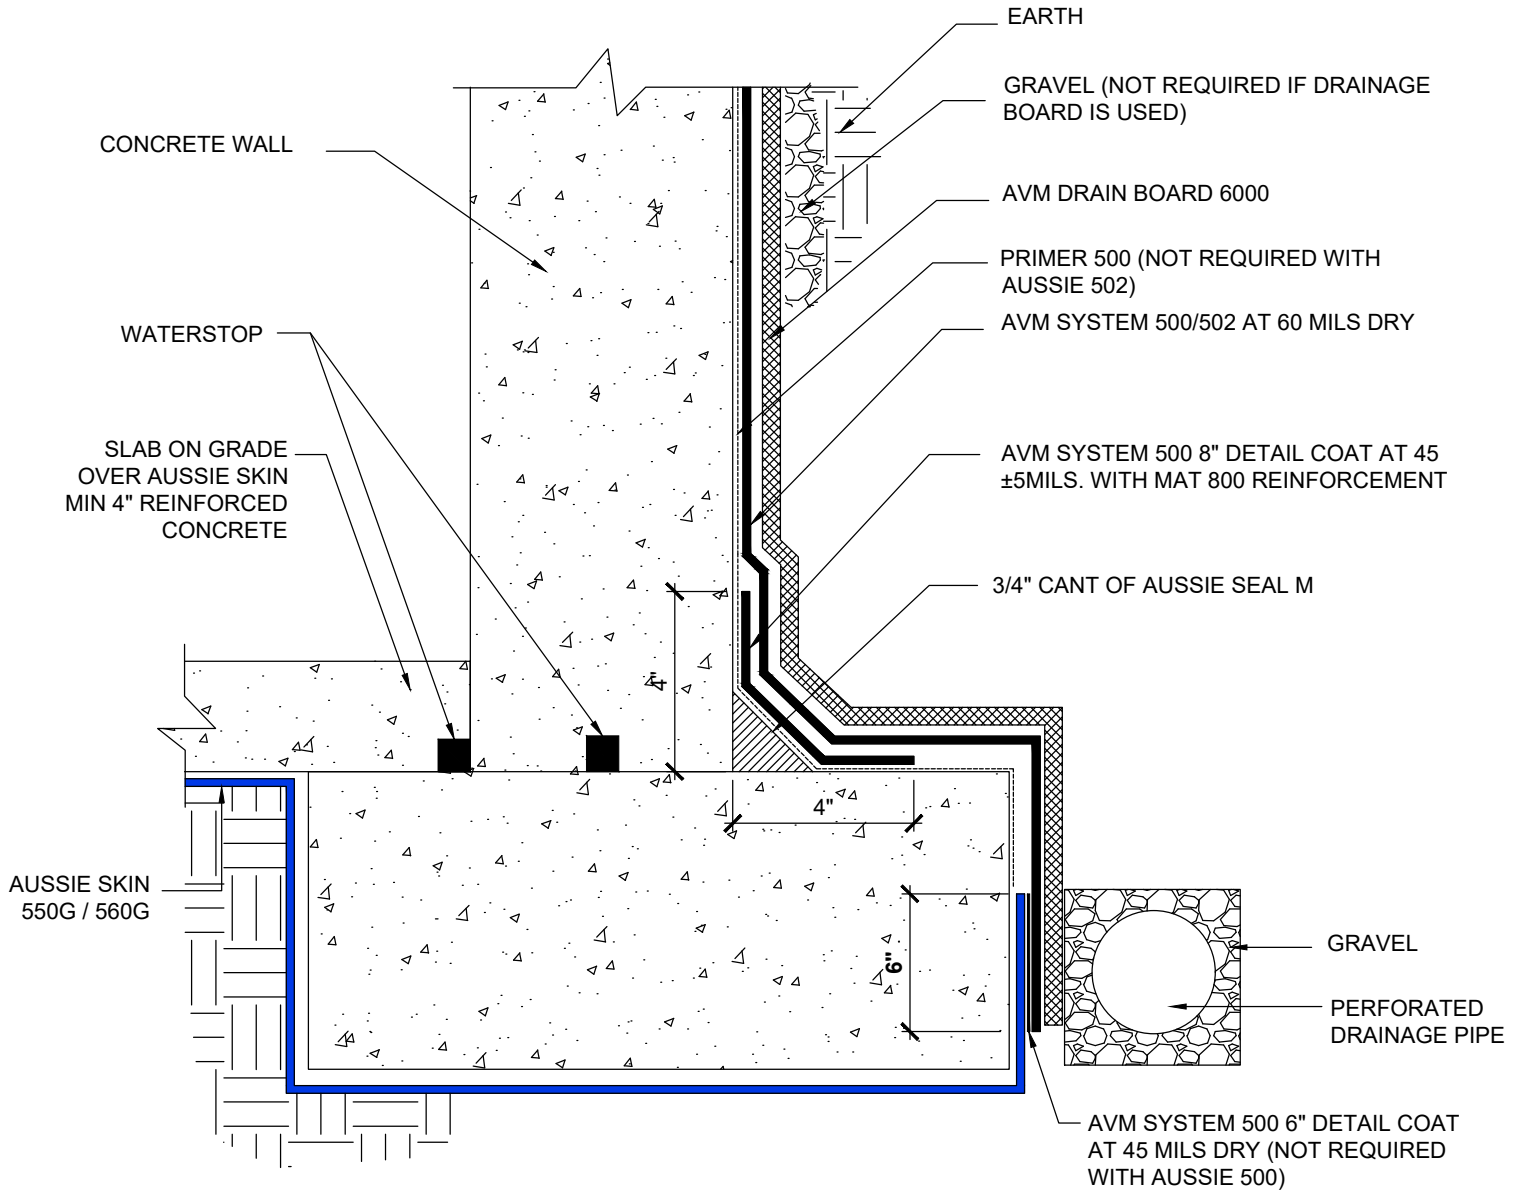 EARTH
GRAVEL (NOT REQUIRED IF DRAINAGE
BOARD IS USED)
CONCRETE WALL
AVM DRAIN BOARD 6000
PRIMER 500 (NOT REQUIRED WITH
AUSSIE 502)
WATERSTOP
AVM SYSTEM 500/502 AT 60 MILS DRY
SLAB ON GRADE
OVER AUSSIE SKIN
MIN 4" REINFORCED
CONCRETE
AVM SYSTEM 500 8" DETAIL COAT AT 45
±5MILS. WITH MAT 800 REINFORCEMENT
3/4" CANT OF AUSSIE SEAL M
4"
4"
AUSSIE SKIN
550G / 560G
6"
GRAVEL
PERFORATED
DRAINAGE PIPE
AVM SYSTEM 500 6" DETAIL COAT
AT 45 MILS DRY (NOT REQUIRED
WITH AUSSIE 500)